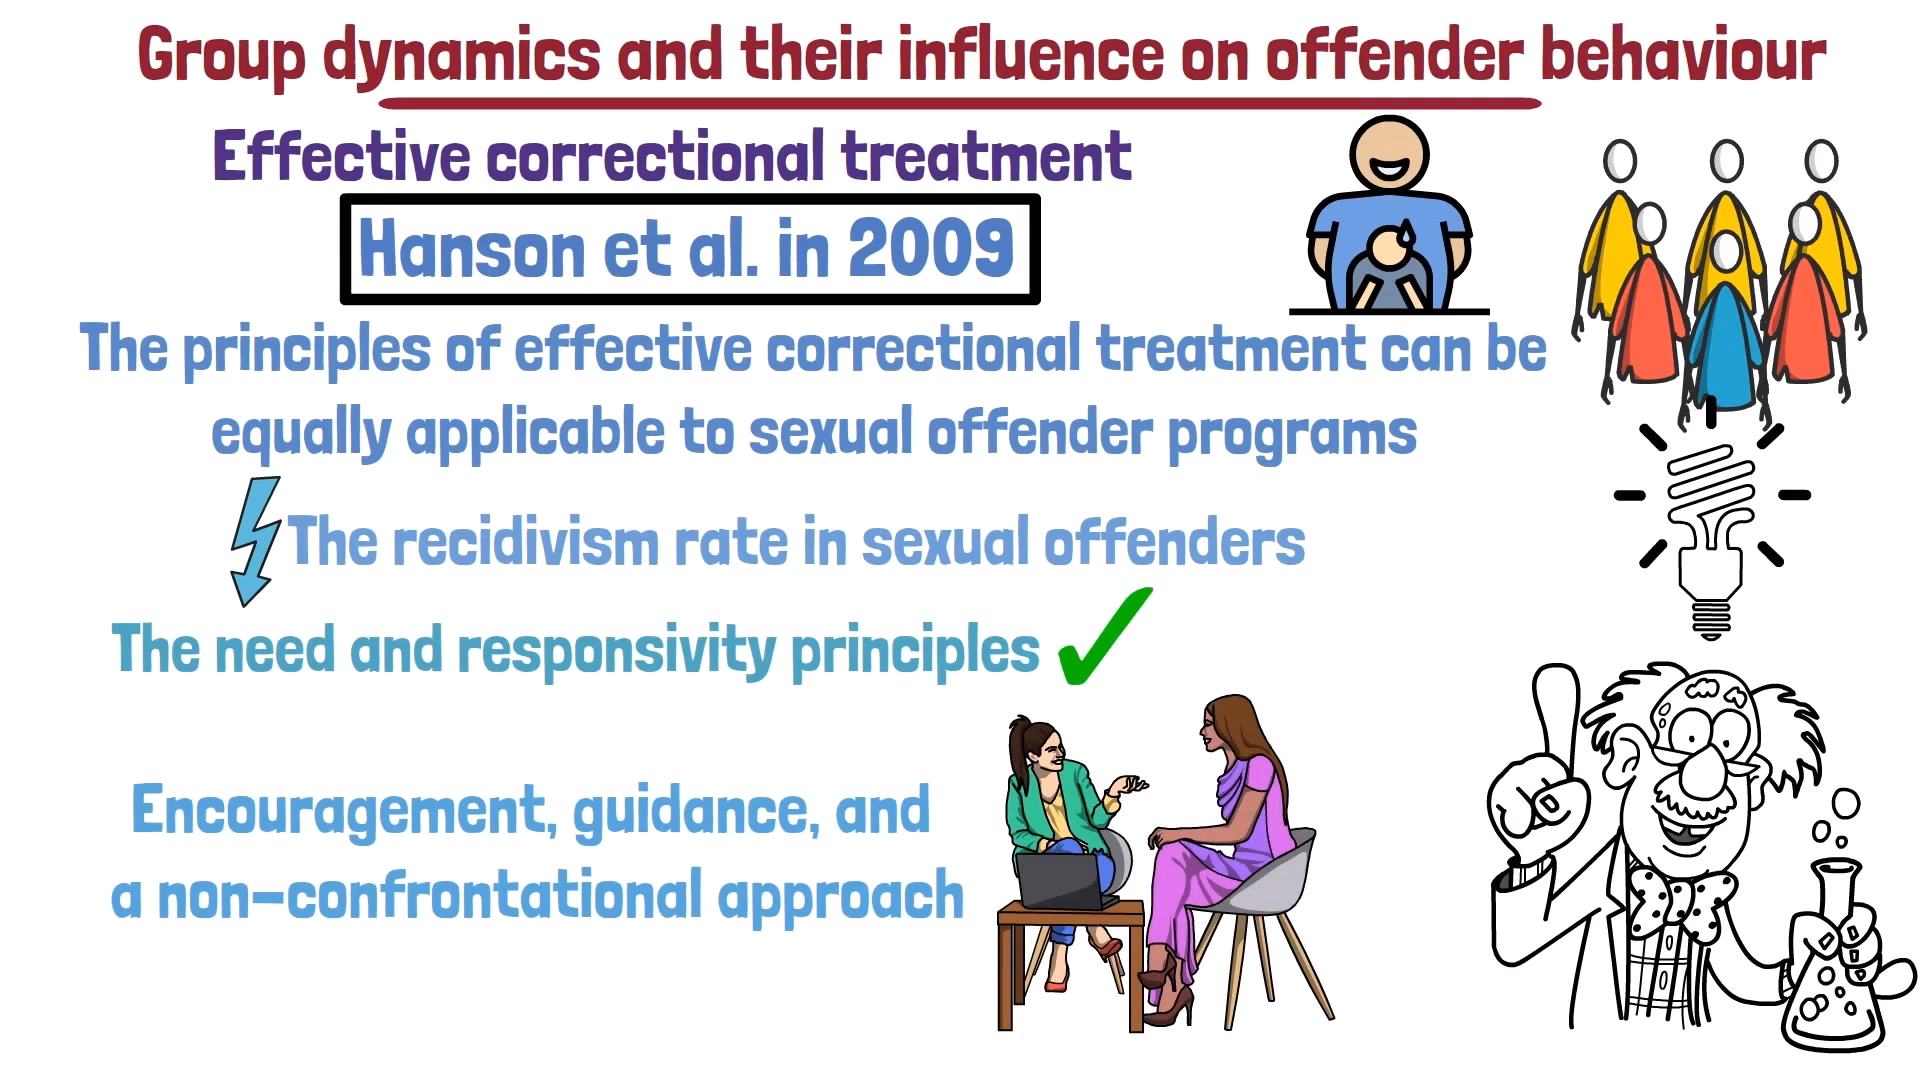 Group dynamics and their influence on offender behaviour
Effective correctional treatment
Hanson et al. in 2009
The principles of effective correctional treatment can be
equally applicable to sexual offender programs
The recidivism rate in sexual offenders
The need and responsivity principles
Encouragement, guidance, and
a non-confrontational approach